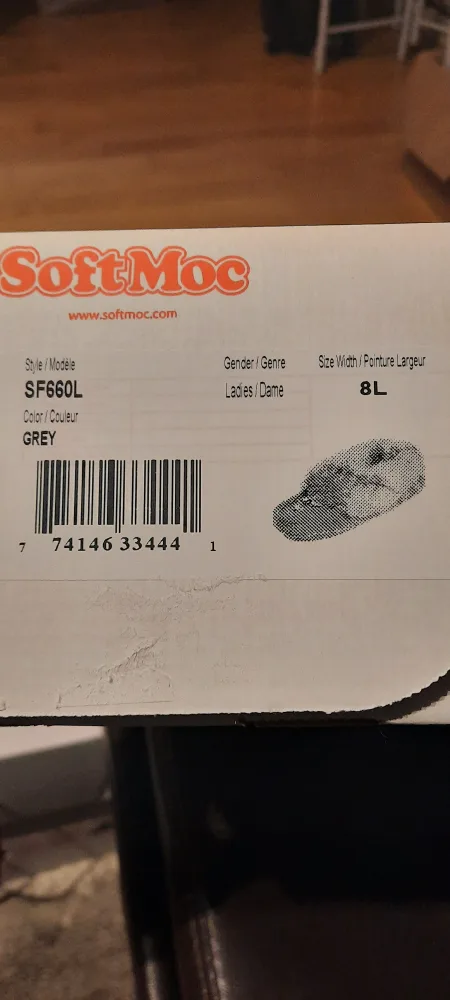 SoftMoc
www.softmoc.com
Style / Modèle
SF660L
Color / Couleur
GREY
Gender / Genre
Ladies / Dame
Size Width / Pointure Largeur
8L
7 74146 33444 1